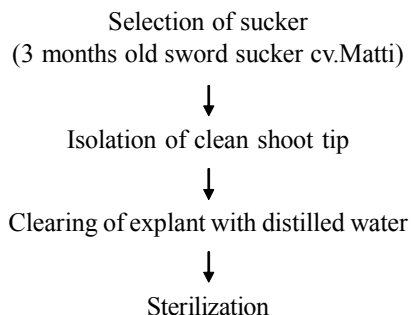 Selection of sucker
(3 months old sword sucker cv.Matti)
Isolation of clean shoot tip
Clearing of explant with distilled water
Sterilization